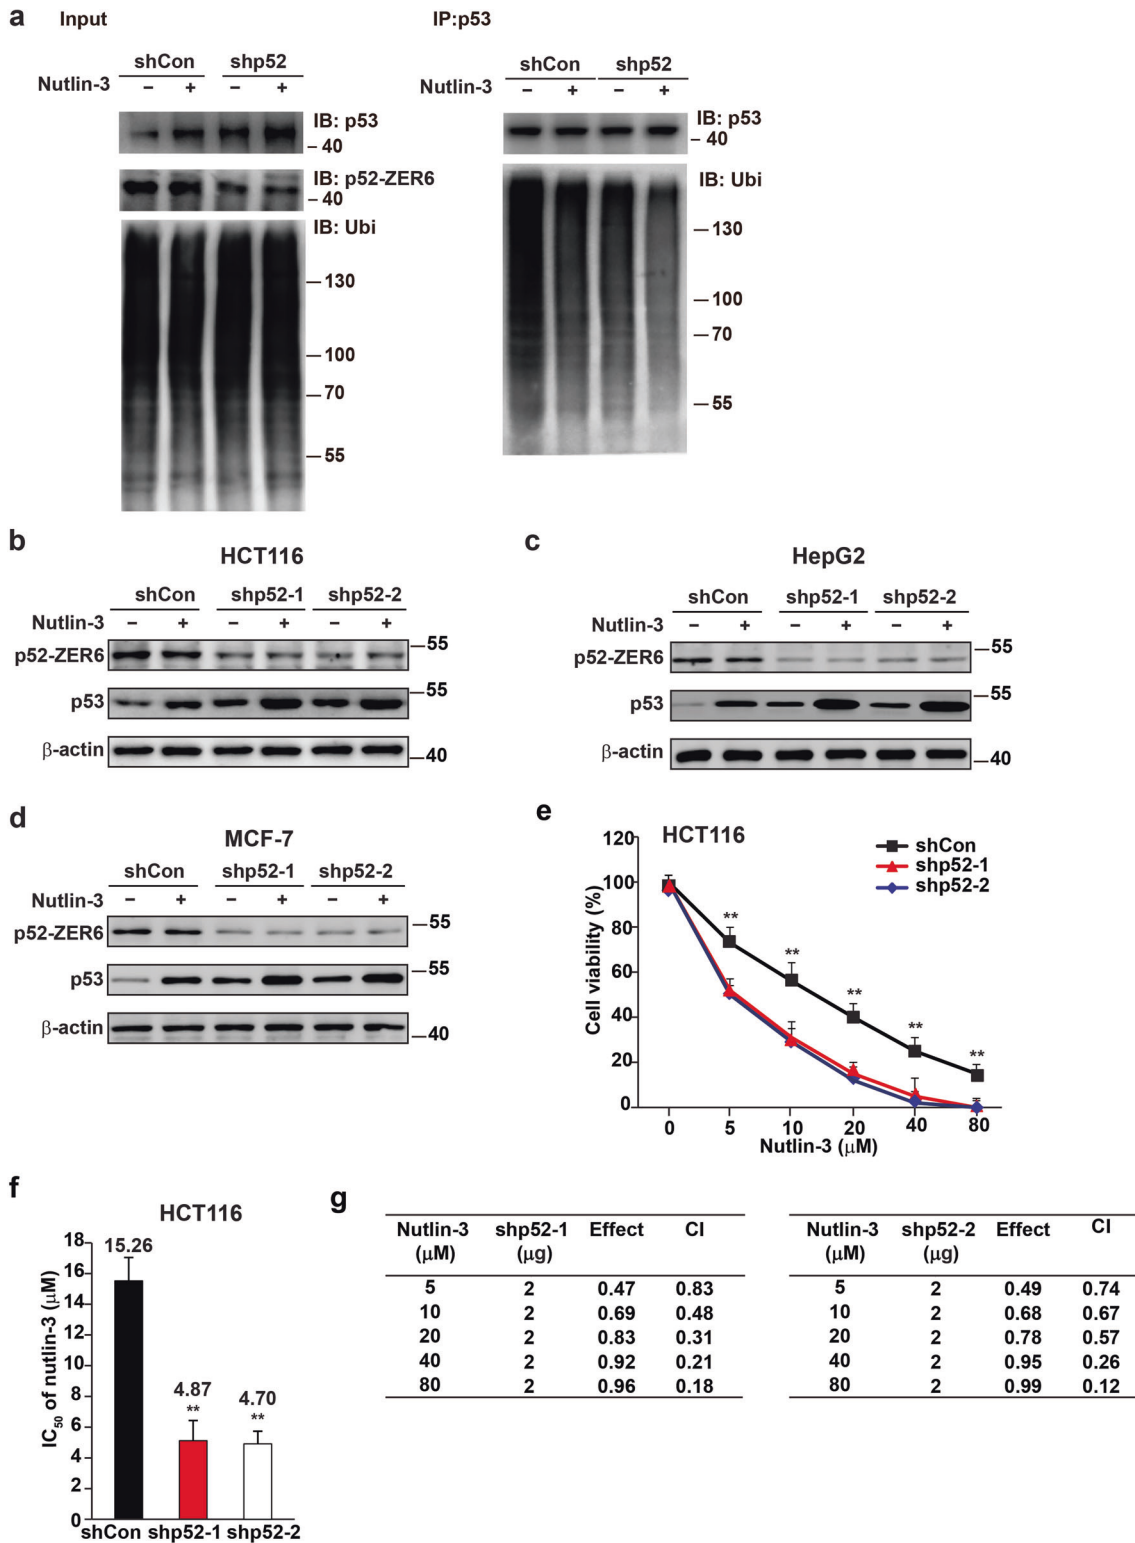 a Input IP:p53
shCon shp52
Nutlin-3 – + – +
IB: p53
– 40
IB: p52-ZER6
– 40
IB: Ubi
—130
—100
—70
—55
shCon shp52
Nutlin-3 – + – +
IB: p53
– 40
IB: Ubi
—130
—100
—70
—55
b HCT116
shCon shp52-1 shp52-2
Nutlin-3 – + – + – +
p52-ZER6 —55
p53 —55
β-actin —40
c HepG2
shCon shp52-1 shp52-2
Nutlin-3 – + – + – +
p52-ZER6 —55
p53 —55
β-actin —40
d MCF-7
shCon shp52-1 shp52-2
Nutlin-3 – + – + – +
p52-ZER6 —55
p53 —55
β-actin —40
e HCT116
shCon
shp52-1
shp52-2
Cell viability (%)
120
100
80
60
40
20
0
** ** ** ** **
0 5 10 20 40 80
Nutlin-3 (μM)
f HCT116
IC50 of nutlin-3 (μM)
18
16
14
12
10
8
6
4
2
0
15.26
4.87
**
4.70
**
shCon shp52-1 shp52-2
g
Nutlin-3 shp52-1 Effect CI
(μM) (μg)
5 2 0.47 0.83
10 2 0.69 0.48
20 2 0.83 0.31
40 2 0.92 0.21
80 2 0.96 0.18
Nutlin-3 shp52-2 Effect CI
(μM) (μg)
5 2 0.49 0.74
10 2 0.68 0.67
20 2 0.78 0.57
40 2 0.95 0.26
80 2 0.99 0.12